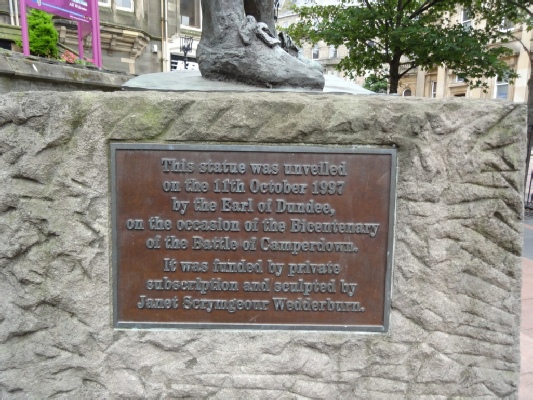 This statue was unveiled
on the 11th October 1997
by the Earl of Dundee,
on the occasion of the Bicentenary
of the Battle of Camperdown.
It was funded by private
subscription and sculpted by
Janet Scrymgeour Wedderburn.